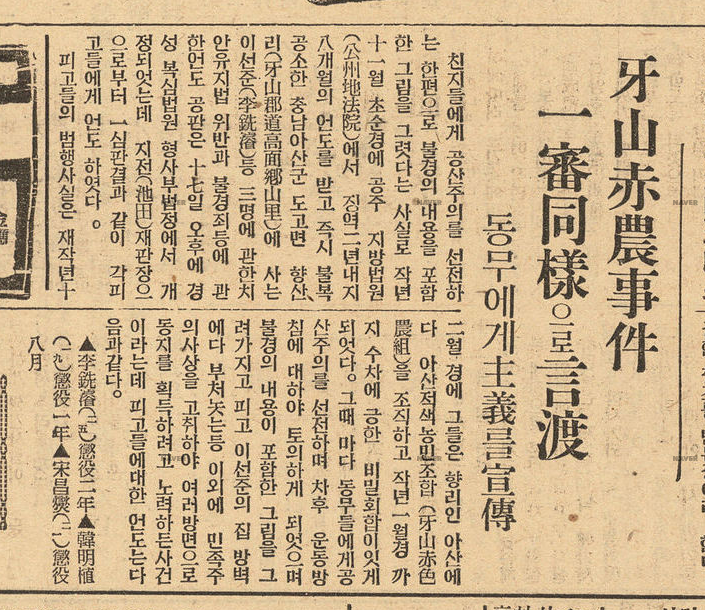 牙山赤農事件
一審同樣으로言渡
동무에게主義를宣傳
친지들에게 공산주의를 선전하
는 한편으로 불경의 내용을 포함
한 그림을 그렷다는 사실로 작년
十一월 초순경에 공주 지방법원
(公州地法院)에서 징역 二년내지
八개월의 언도를 받고 즉시 불복
공소한 충남아산군 도고면 향산
리(牙山郡道高面鄕山里)에 사는
이선준(李銑濬)등 三명에 관한치
안유지법 위반과 불경죄등에 관
한언도 공판은 十七일 오후에 경
성 복심법원 형사부법정에서 개
정되엇는데 지전(池田)재판장으
로부터 一심판결과 같이 각피
고들에게 언도 하엿다。
피고들의 범행사실은 재작년十
二월 경에 그들은 향리인 아산에
다 아산적색농민조합(牙山赤色
農組)을 조직하고 작년一월경 까
지 수차에 긍한 비밀회합이잇게
되엇다。그때 마다 동무들에게공
산주의를 선전하며 차후 운동방
침에 대하야 토의하게 되엇으며
불경의 내용이 포함한 그림을 그
려가지고 피고 이선준의 집 방벽
에다 부처놋는등 이외에 민족주
의사상을 고취하야 여러방면으로
동지를 획득하려고 노력하든사건
이라는데 피고들에대한 언도는다
음과같다。
▲李銑濬(二五)懲役二年▲韓明植
(二九)懲役一年▲宋昌燮(二一)懲役
八月
NAVER
NAVER
NAVER
NAVER
NAVER
NAVER